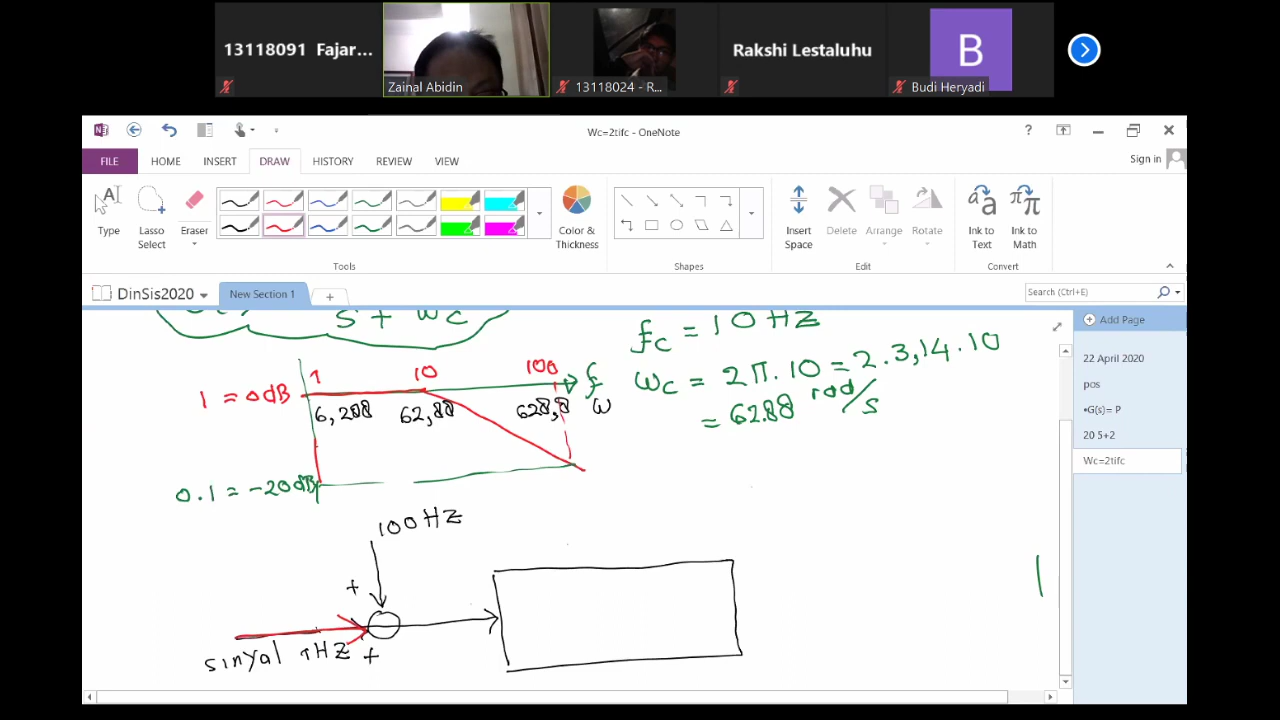 13118091 Fajar...
Zainal Abidin
13118024 - R...
Rakshi Lestaluhu
B
Budi Heryadi
Wc=2tifc - OneNote
?
FILE HOME INSERT DRAW HISTORY REVIEW VIEW
Sign in
Type
Lasso Select
Eraser
Color & Thickness
Insert Space
Delete
Arrange
Rotate
Ink to Text
Ink to Math
Tools
Shapes
Edit
Convert
DinSis2020
New Section 1
+
Search (Ctrl+E)
Add Page
22 April 2020
pos
•G(s)= P
20 5+2
Wc=2tifc
S + Wc
fc = 10 HZ
ωc = 2π.10 = 2.3,14.10
= 62.88 rad/s
1 10 100
1 = 0dB
f
6,288 62,88 628,8 ω
0.1 = -20dB
100 HZ
+
sinyal 1HZ +